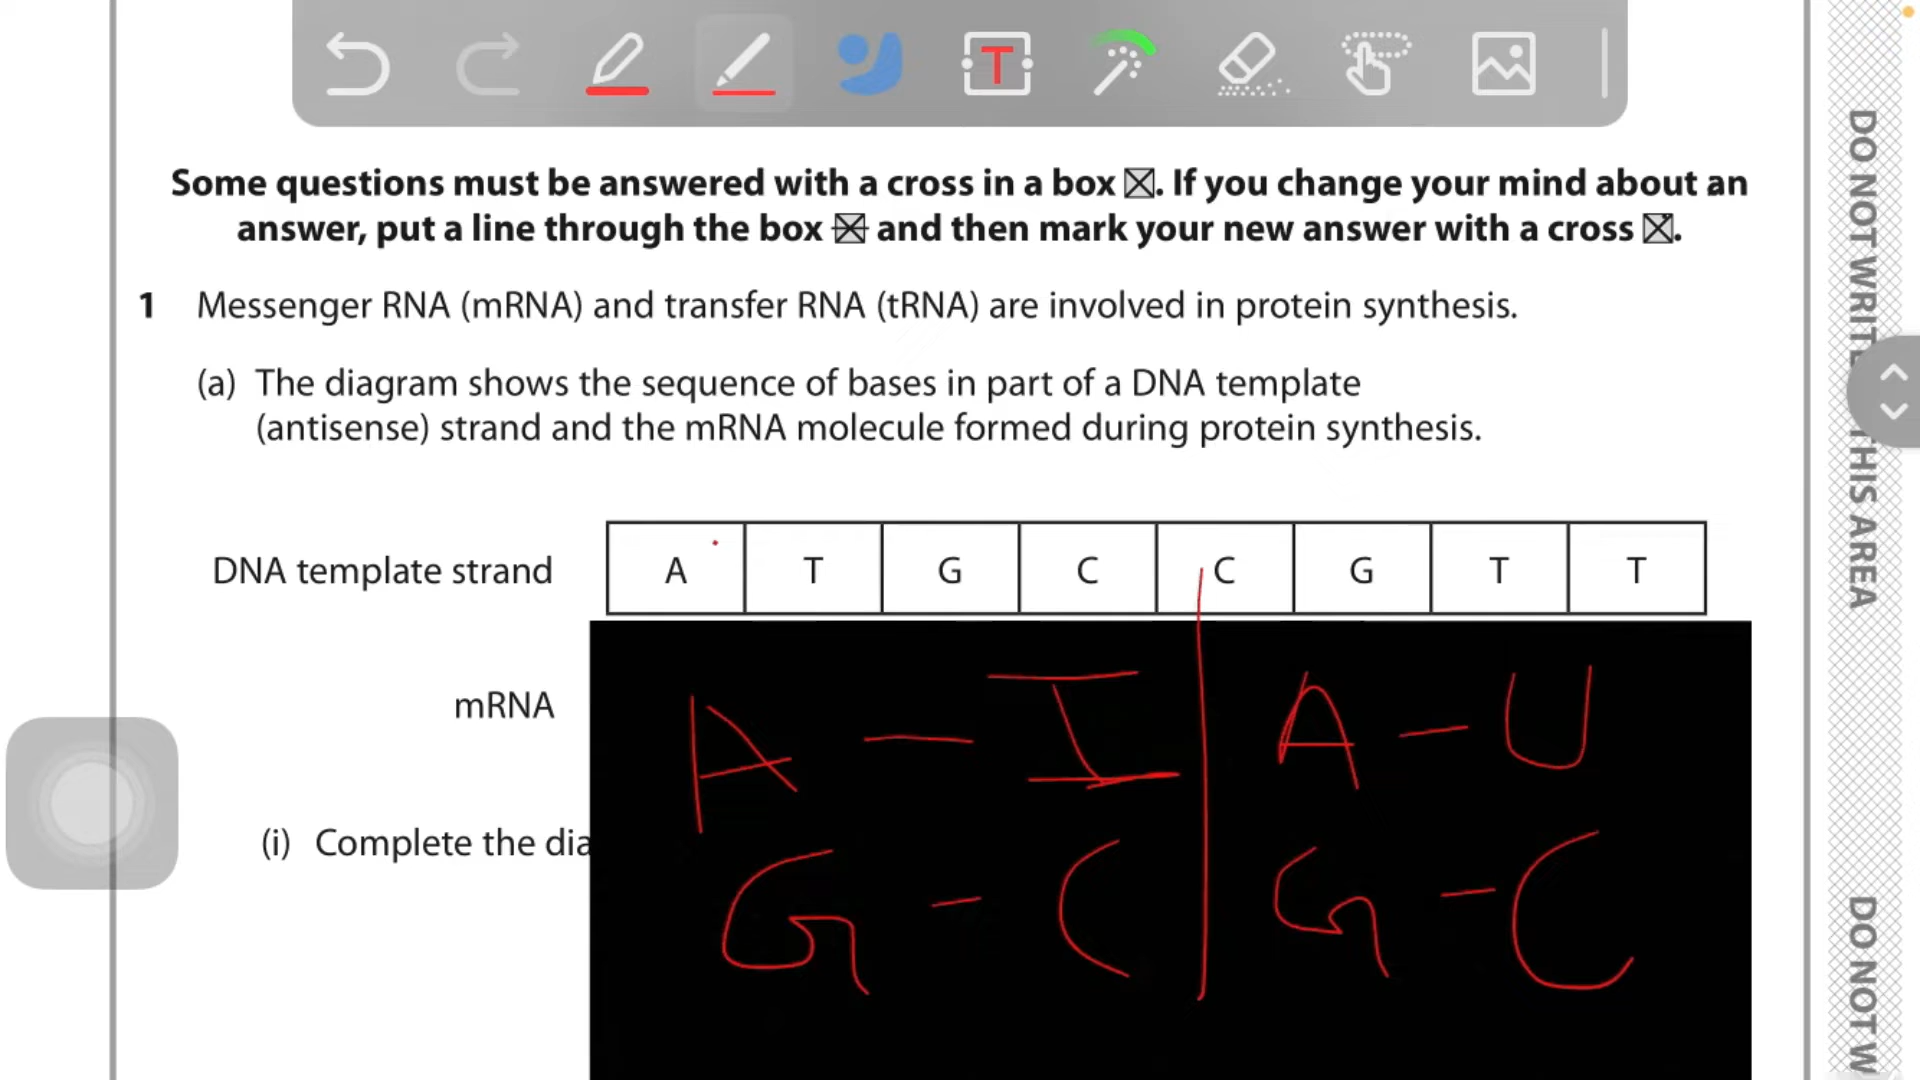 T
Some questions must be answered with a cross in a box ☒. If you change your mind about an
answer, put a line through the box and then mark your new answer with a cross ☒.
1 Messenger RNA (mRNA) and transfer RNA (tRNA) are involved in protein synthesis.
(a) The diagram shows the sequence of bases in part of a DNA template
(antisense) strand and the mRNA molecule formed during protein synthesis.
DNA template strand A T G C C G T T
mRNA
A — T | A — U
(i) Complete the dia
G - C | G - C
DO NOT WRITE THIS AREA
DO NOT W